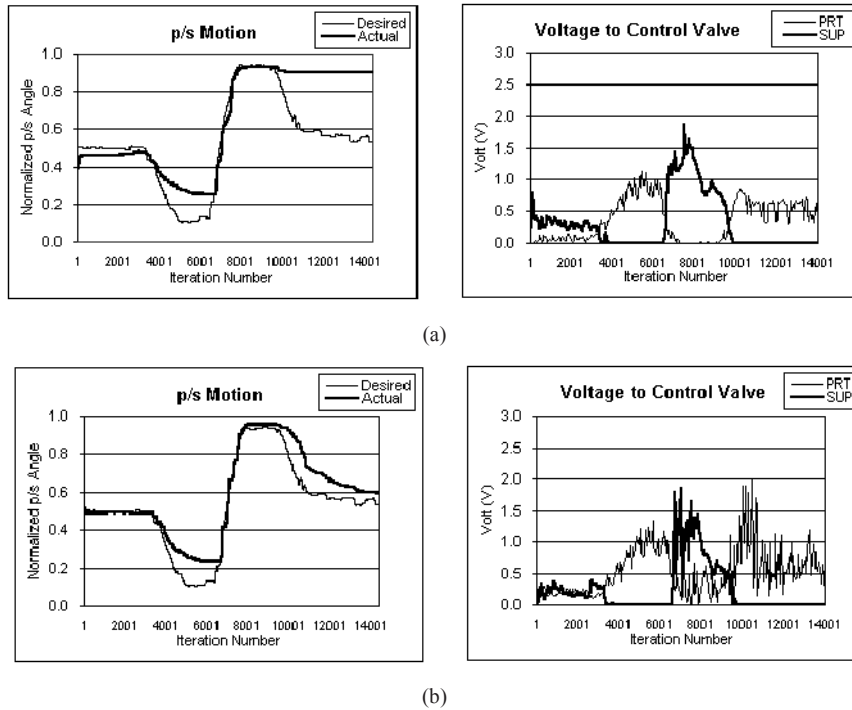 p/s Motion
Desired
Actual
Normalized p/s Angle
1.0
0.8
0.6
0.4
0.2
0.0
1 2001 4001 6001 8001 10001 12001 14001
Iteration Number
Voltage to Control Valve
PRT
SUP
Volt (V)
3.0
2.5
2.0
1.5
1.0
0.5
0.0
1 2001 4001 6001 8001 10001 12001 14001
Iteration Number
(a)
p/s Motion
Desired
Actual
Normalized p/s Angle
1.0
0.8
0.6
0.4
0.2
0.0
1 2001 4001 6001 8001 10001 12001 14001
Iteration Number
Voltage to Control Valve
PRT
SUP
Volt (V)
3.0
2.5
2.0
1.5
1.0
0.5
0.0
1 2001 4001 6001 8001 10001 12001 14001
Iteration Number
(b)